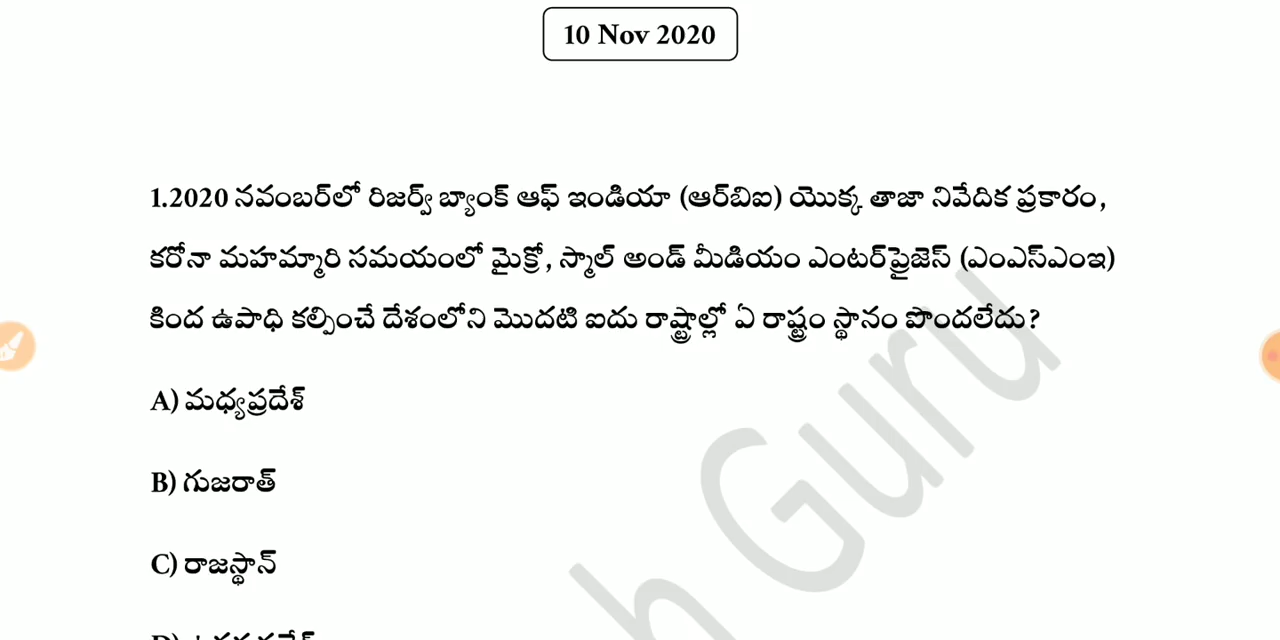 10 Nov 2020
1.2020 నవంబర్‌లో రిజర్వ్ బ్యాంక్ ఆఫ్ ఇండియా (ఆర్‌బిఐ) యొక్క తాజా నివేదిక ప్రకారం,
కరోనా మహమ్మారి సమయంలో మైక్రో, స్మాల్ అండ్ మీడియం ఎంటర్‌ప్రైజెస్ (ఎంఎస్ఎంఇ)
కింద ఉపాధి కల్పించే దేశంలోని మొదటి ఐదు రాష్ట్రాల్లో ఏ రాష్ట్రం స్థానం పొందలేదు?
A) మధ్యప్రదేశ్
B) గుజరాత్
C) రాజస్థాన్
Guru